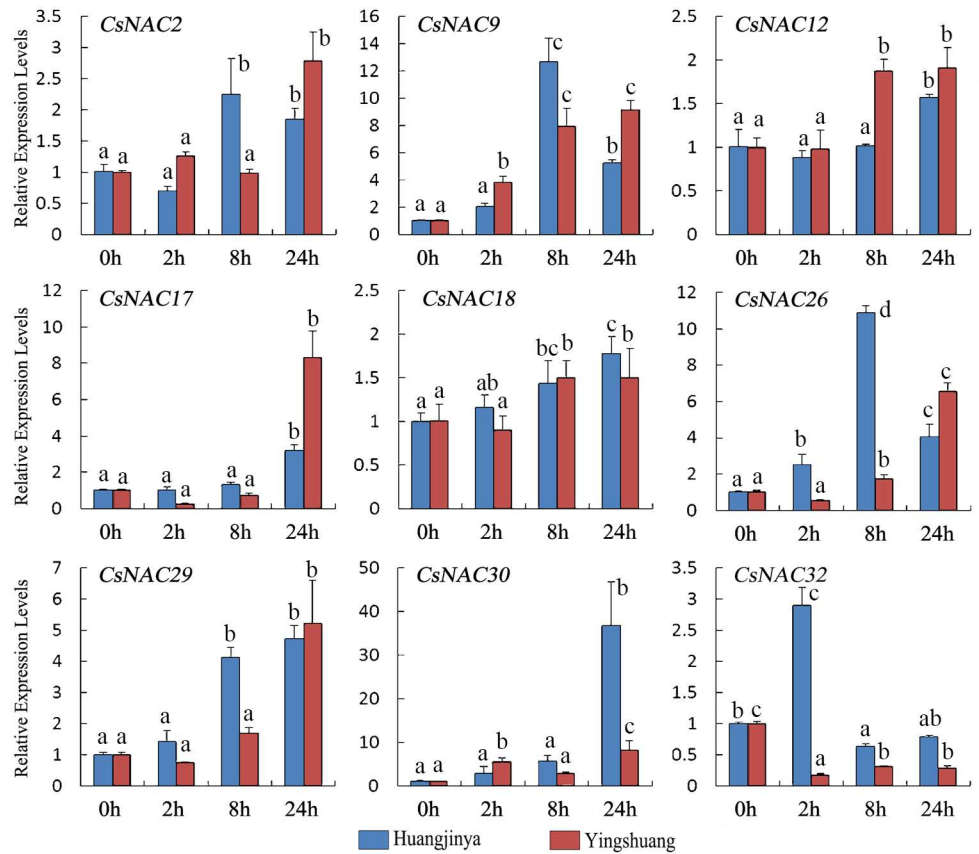 CsNAC2
CsNAC9
CsNAC12
Relative Expression Levels
3.5
3
2.5
2
1.5
1
0.5
0
a a a a b b b b
0h 2h 8h 24h
16
14
12
10
8
6
4
2
0
a a a b c c b c
0h 2h 8h 24h
2.5
2
1.5
1
0.5
0
a a a a a b b b
0h 2h 8h 24h
CsNAC17
CsNAC18
CsNAC26
Relative Expression Levels
12
10
8
6
4
2
0
a a a a a a b b
0h 2h 8h 24h
2.5
2
1.5
1
0.5
0
a a ab a bc b c b
0h 2h 8h 24h
12
10
8
6
4
2
0
a a b a d b c c
0h 2h 8h 24h
CsNAC29
CsNAC30
CsNAC32
Relative Expression Levels
7
6
5
4
3
2
1
0
a a a a b a b b
0h 2h 8h 24h
50
40
30
20
10
0
a a a b a a b c
0h 2h 8h 24h
3.5
3
2.5
2
1.5
1
0.5
0
b c c a a b ab b
0h 2h 8h 24h
Huangjinya Yingshuang